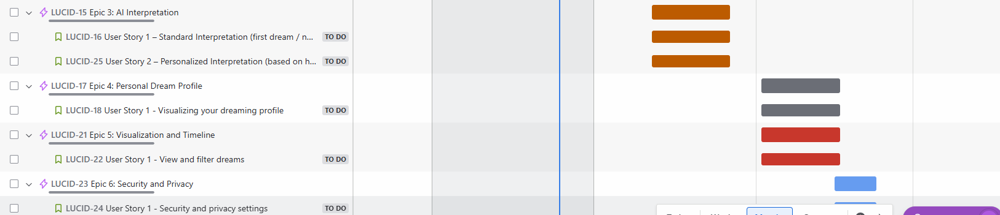 LUCID-15 Epic 3: AI Interpretation
LUCID-16 User Story 1 – Standard Interpretation (first dream / n... TO DO
LUCID-25 User Story 2 – Personalized Interpretation (based on h... TO DO
LUCID-17 Epic 4: Personal Dream Profile
LUCID-18 User Story 1 - Visualizing your dreaming profile TO DO
LUCID-21 Epic 5: Visualization and Timeline
LUCID-22 User Story 1 - View and filter dreams TO DO
LUCID-23 Epic 6: Security and Privacy
LUCID-24 User Story 1 - Security and privacy settings TO DO